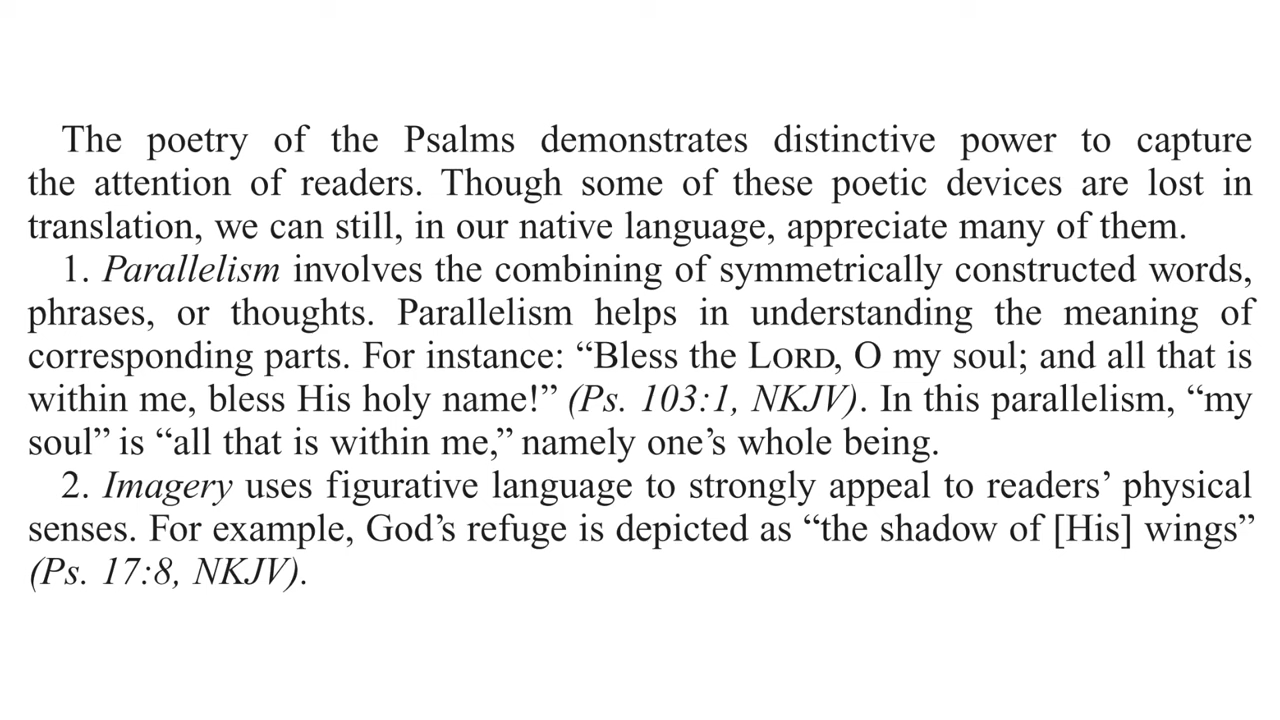 The poetry of the Psalms demonstrates distinctive power to capture
the attention of readers. Though some of these poetic devices are lost in
translation, we can still, in our native language, appreciate many of them.
1. Parallelism involves the combining of symmetrically constructed words,
phrases, or thoughts. Parallelism helps in understanding the meaning of
corresponding parts. For instance: “Bless the LORD, O my soul; and all that is
within me, bless His holy name!” (Ps. 103:1, NKJV). In this parallelism, “my
soul” is “all that is within me,” namely one’s whole being.
2. Imagery uses figurative language to strongly appeal to readers’ physical
senses. For example, God’s refuge is depicted as “the shadow of [His] wings”
(Ps. 17:8, NKJV).